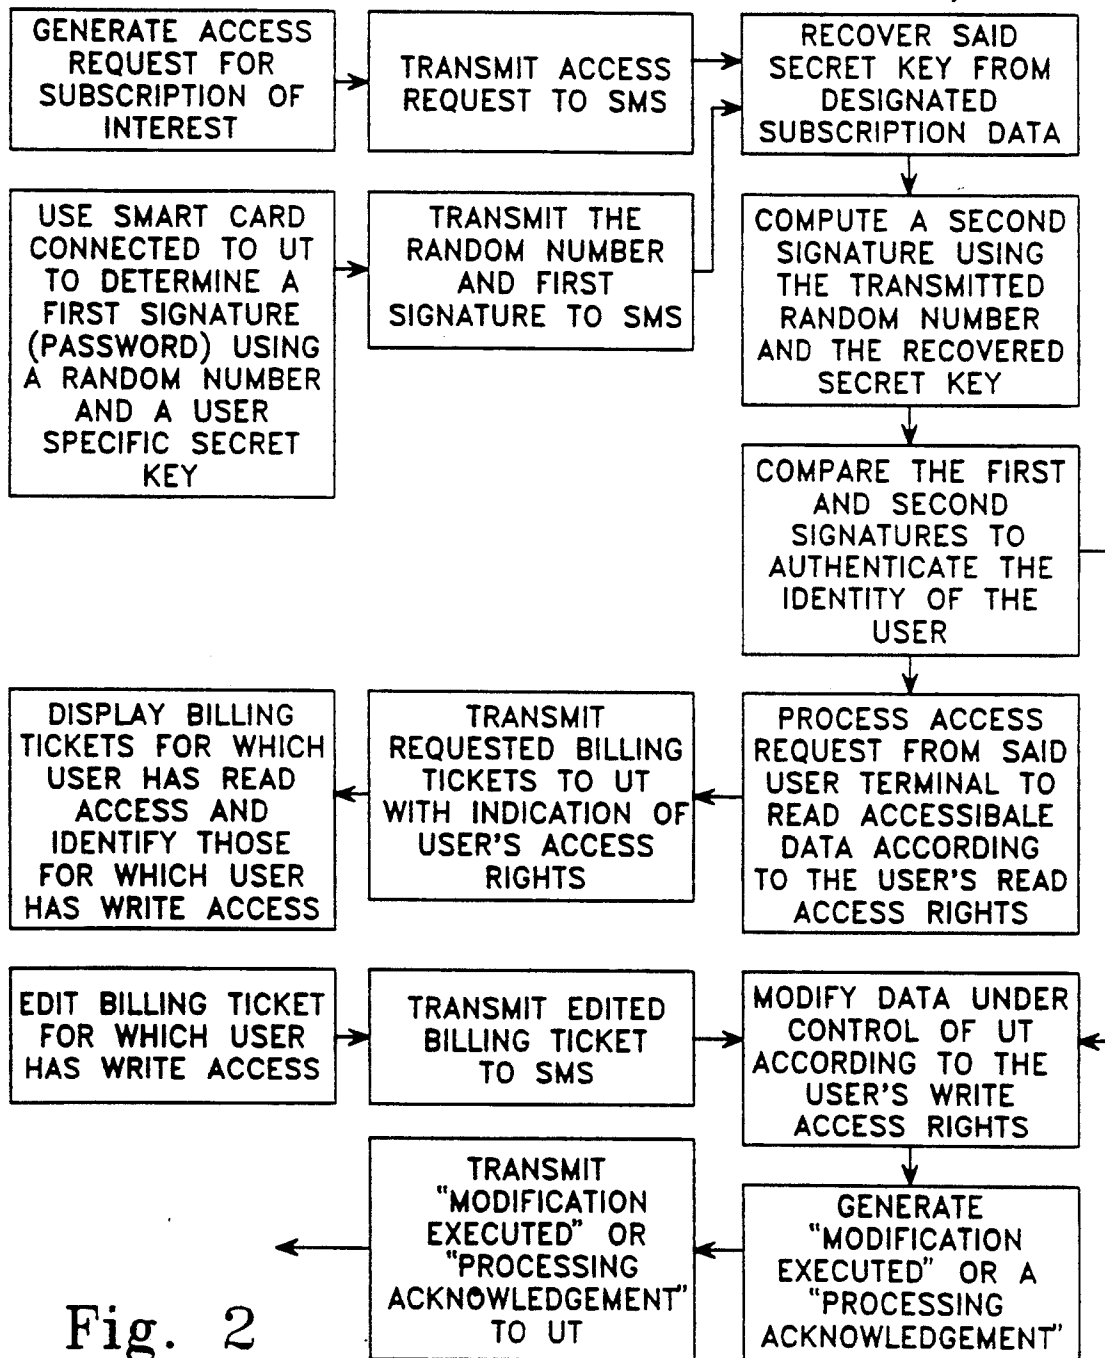 GENERATE ACCESS
REQUEST FOR
SUBSCRIPTION OF
INTEREST
TRANSMIT ACCESS
REQUEST TO SMS
RECOVER SAID
SECRET KEY FROM
DESIGNATED
SUBSCRIPTION DATA
USE SMART CARD
CONNECTED TO UT
TO DETERMINE A
FIRST SIGNATURE
(PASSWORD) USING
A RANDOM NUMBER
AND A USER
SPECIFIC SECRET
KEY
TRANSMIT THE
RANDOM NUMBER
AND FIRST
SIGNATURE TO SMS
COMPUTE A SECOND
SIGNATURE USING
THE TRANSMITTED
RANDOM NUMBER
AND THE RECOVERED
SECRET KEY
COMPARE THE FIRST
AND SECOND
SIGNATURES TO
AUTHENTICATE THE
IDENTITY OF THE
USER
DISPLAY BILLING
TICKETS FOR WHICH
USER HAS READ
ACCESS AND
IDENTIFY THOSE
FOR WHICH USER
HAS WRITE ACCESS
TRANSMIT
REQUESTED BILLING
TICKETS TO UT
WITH INDICATION OF
USER'S ACCESS
RIGHTS
PROCESS ACCESS
REQUEST FROM SAID
USER TERMINAL TO
READ ACCESSIBALE
DATA ACCORDING
TO THE USER'S READ
ACCESS RIGHTS
EDIT BILLING TICKET
FOR WHICH USER
HAS WRITE ACCESS
TRANSMIT EDITED
BILLING TICKET
TO SMS
MODIFY DATA UNDER
CONTROL OF UT
ACCORDING TO THE
USER'S WRITE
ACCESS RIGHTS
TRANSMIT
"MODIFICATION
EXECUTED" OR
"PROCESSING
ACKNOWLEDGEMENT"
TO UT
GENERATE
"MODIFICATION
EXECUTED" OR A
"PROCESSING
ACKNOWLEDGEMENT"
Fig. 2